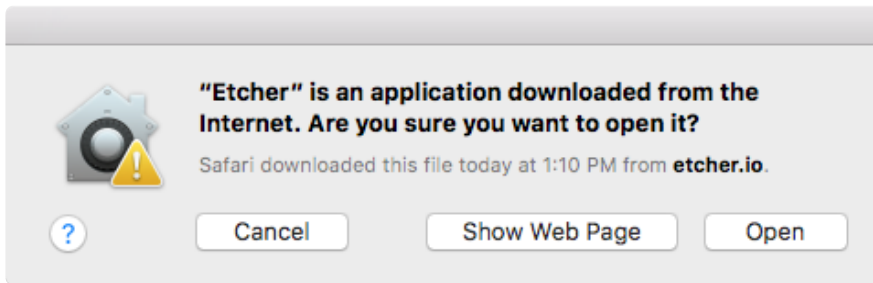 “Etcher” is an application downloaded from the
Internet. Are you sure you want to open it?
Safari downloaded this file today at 1:10 PM from etcher.io.
? Cancel Show Web Page Open